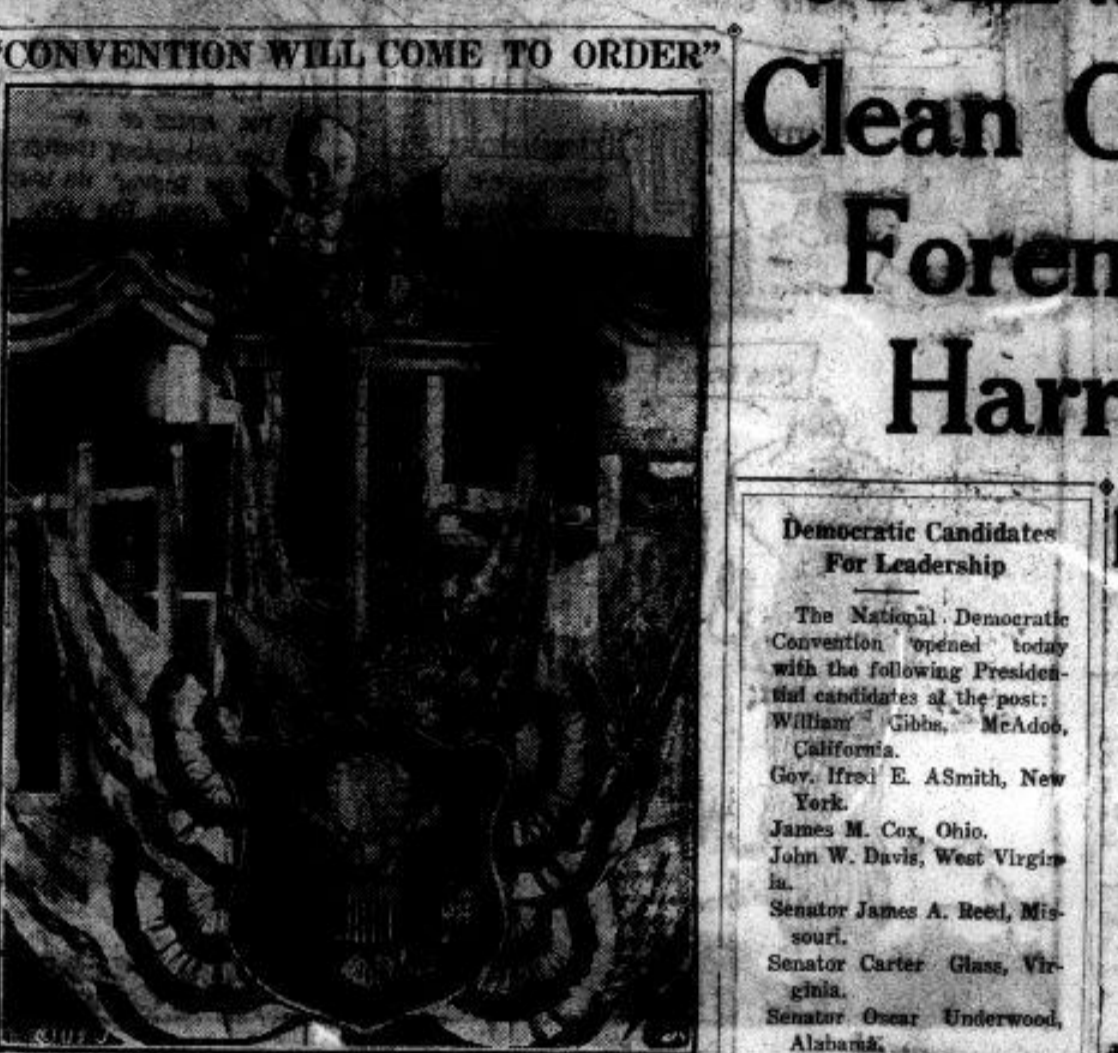 "CONVENTION WILL COME TO ORDER"
Clean C
Forem
Harr
Democratic Candidates
For Leadership
The National Democratic
Convention opened today
with the following Presiden-
tial candidates at the post:
William Gibbs, McAdoo,
California.
Gov. Ifred E. ASmith, New
York.
James M. Cox, Ohio.
John W. Davis, West Virgin-
ia.
Senator James A. Reed, Mis-
souri.
Senator Carter Glass, Vir-
ginia.
Senator Oscar Underwood,
Alabama.